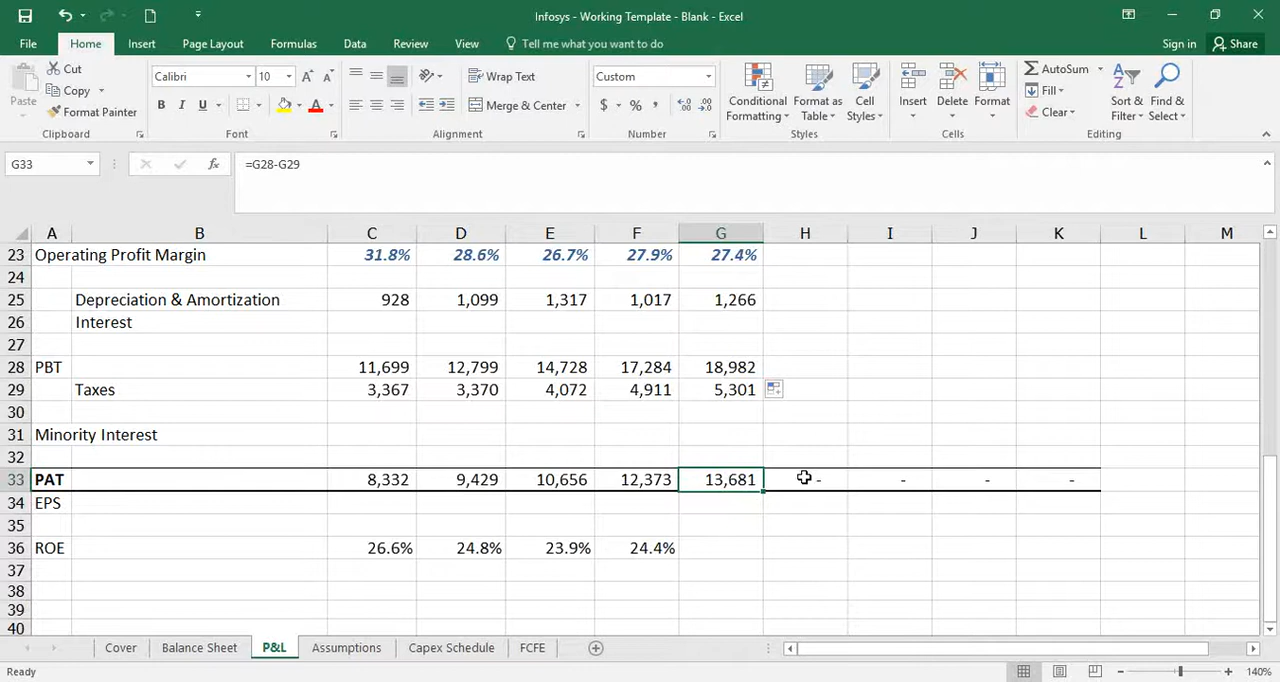 Infosys - Working Template - Blank - Excel
File Home Insert Page Layout Formulas Data Review View Tell me what you want to do Sign in Share
Paste Cut Copy Format Painter
Clipboard
Calibri 10
B I U A
Font
Wrap Text
Merge & Center
Alignment
Custom
$ % ,
Number
Conditional Formatting
Format as Table
Cell Styles
Styles
Insert Delete Format
Cells
AutoSum
Fill
Clear
Sort & Filter
Find & Select
Editing
G33 fx =G28-G29
A B C D E F G H I J K L M
23 Operating Profit Margin 31.8% 28.6% 26.7% 27.9% 27.4%
24
25 Depreciation & Amortization 928 1,099 1,317 1,017 1,266
26 Interest
27
28 PBT 11,699 12,799 14,728 17,284 18,982
29 Taxes 3,367 3,370 4,072 4,911 5,301
30
31 Minority Interest
32
33 PAT 8,332 9,429 10,656 12,373 13,681 - - - -
34 EPS
35
36 ROE 26.6% 24.8% 23.9% 24.4%
37
38
39
40
Cover Balance Sheet P&L Assumptions Capex Schedule FCFE
Ready 140%